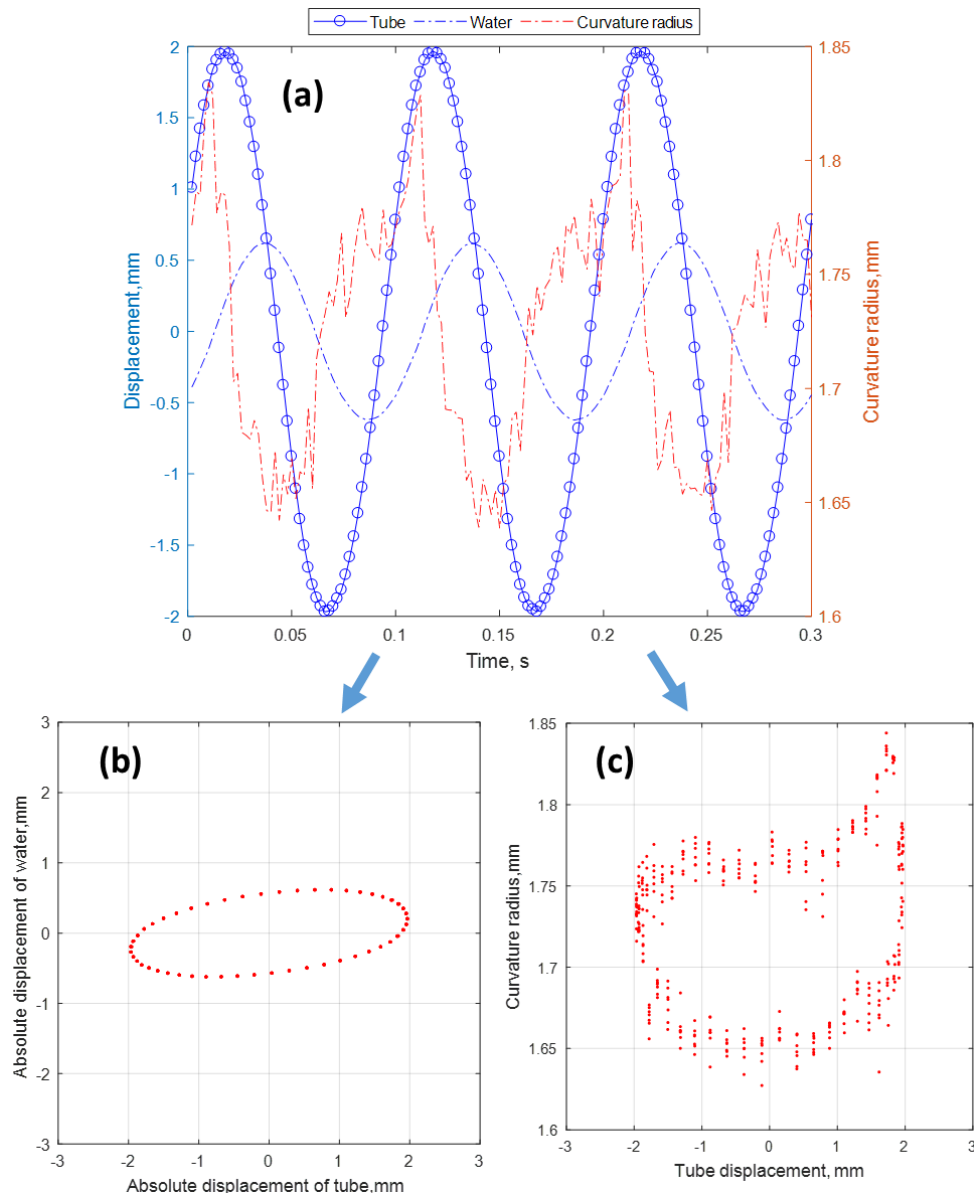 Tube Water Curvature radius
(a)
2
1.5
1
0.5
0
-0.5
-1
-1.5
-2
Displacement,mm
1.85
1.8
1.75
1.7
1.65
1.6
Curvature radius,mm
0 0.05 0.1 0.15 0.2 0.25 0.3
Time, s
(b)
3
2
1
0
-1
-2
-3
Absolute displacement of water,mm
-3 -2 -1 0 1 2 3
Absolute displacement of tube,mm
(c)
1.85
1.8
1.75
1.7
1.65
1.6
Curvature radius,mm
-3 -2 -1 0 1 2 3
Tube displacement, mm